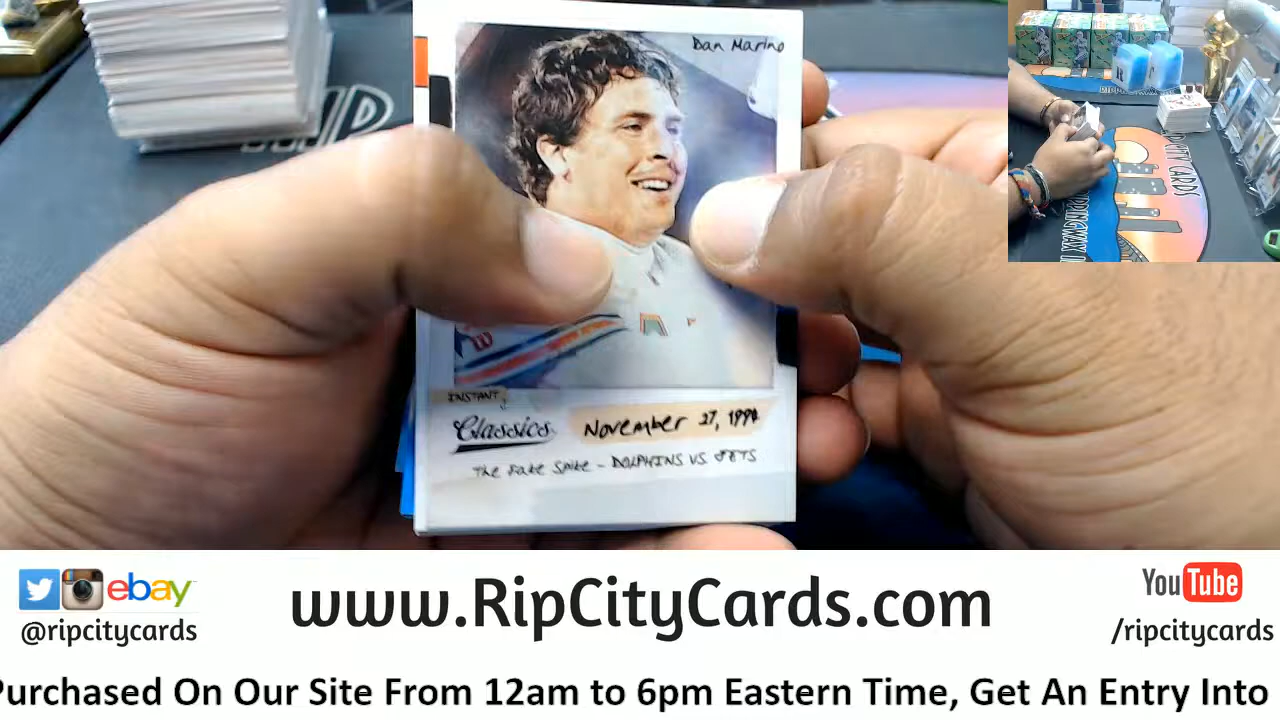 Dan Marino
INSTANT
Classics
November 27, 1994
The Fake Spike - DOLPHINS VS. JETS
ebay
@ripcitycards
www.RipCityCards.com
YouTube
/ripcitycards
Purchased On Our Site From 12am to 6pm Eastern Time, Get An Entry Into